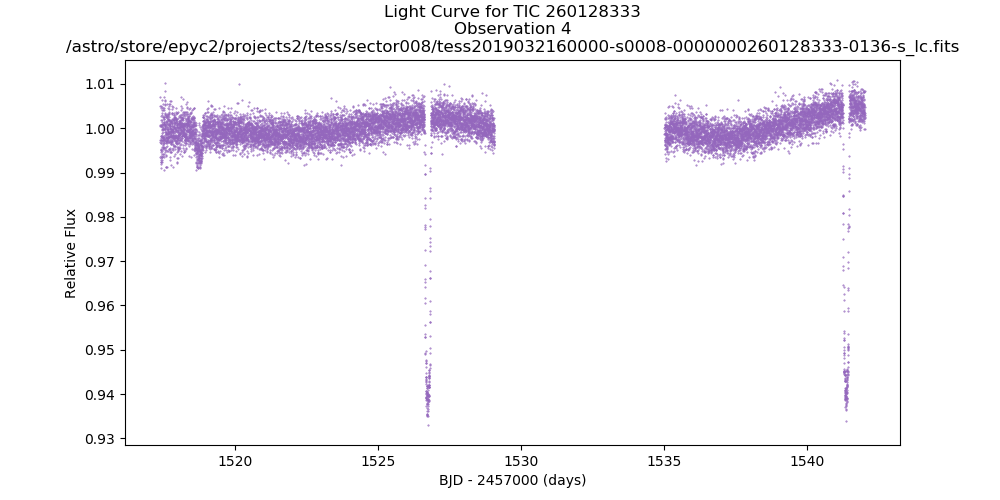 Light Curve for TIC 260128333
Observation 4
/astro/store/epyc2/projects2/tess/sector008/tess2019032160000-s0008-0000000260128333-0136-s_lc.fits
1.01
1.00
0.99
0.98
0.97
0.96
0.95
0.94
0.93
Relative Flux
1520
1525
1530
1535
1540
BJD - 2457000 (days)